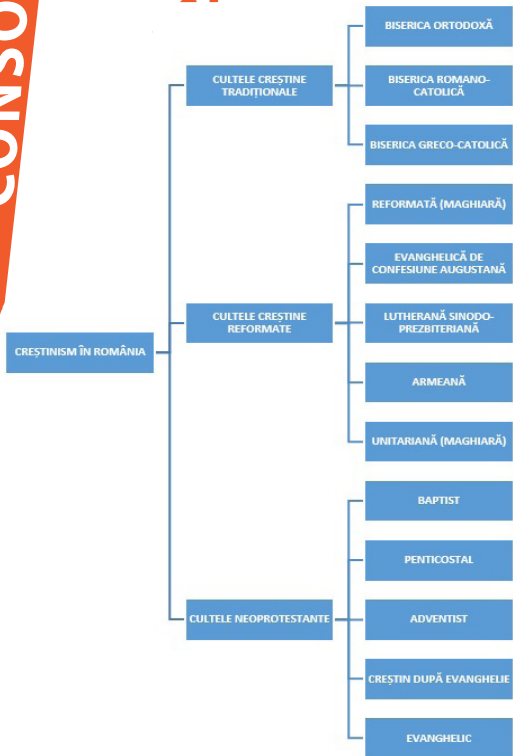 CONSO
CREȘTINISM ÎN ROMÂNIA
CULTELE CREȘTINE
TRADIȚIONALE
BISERICA ORTODOXĂ
BISERICA ROMANO-
CATOLICĂ
BISERICA GRECO-CATOLICĂ
CULTELE CREȘTINE
REFORMATE
REFORMATĂ (MAGHIARĂ)
EVANGHELICĂ DE
CONFESIUNE AUGUSTANĂ
LUTHERANĂ SINODO-
PREZBITERIANĂ
ARMEANĂ
UNITARIANĂ (MAGHIARĂ)
CULTELE NEOPROTESTANTE
BAPTIST
PENTICOSTAL
ADVENTIST
CREȘTIN DUPĂ EVANGHELIE
EVANGHELIC